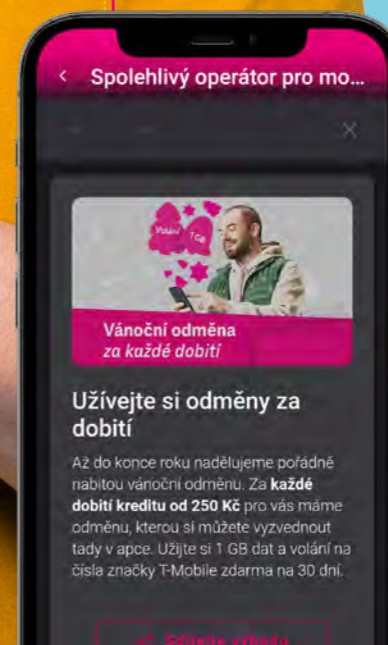 Spolehlivý operátor pro mo...
Volání
1GB
Vánoční odměna
za každé dobití
Užívejte si odměny za
dobití
Až do konce roku nadělujeme pořádně
nabitou vánoční odměnu. Za každé
dobití kreditu od 250 Kč pro vás máme
odměnu, kterou si můžete vyzvednout
tady v apce. Užijte si 1 GB dat a volání na
čísla značky T-Mobile zdarma na 30 dní.
Sdílejte výhodu